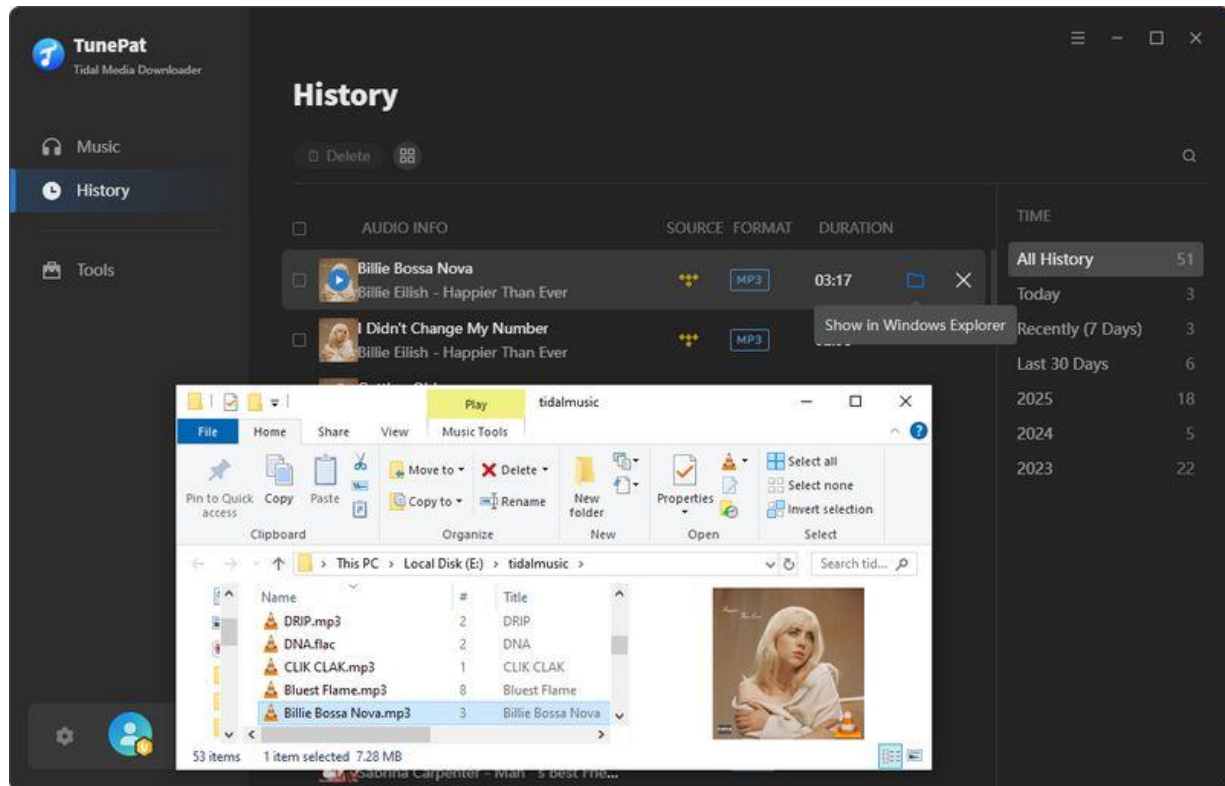 TunePat
Tidal Media Downloader
Music
History
Tools
History
Delete
AUDIO INFO SOURCE FORMAT DURATION
Billie Bossa Nova
Billie Eilish - Happier Than Ever
MP3 03:17
Show in Windows Explorer
I Didn't Change My Number
Billie Eilish - Happier Than Ever
MP3
TIME
All History 51
Today 3
Recently (7 Days) 3
Last 30 Days 6
2025 18
2024 5
2023 22
Play tidalmusic
File Home Share View Music Tools
Pin to Quick access
Copy
Paste
Clipboard
Move to
Copy to
Delete
Rename
Organize
New folder
New
Properties
Open
Select all
Select none
Invert selection
Select
This PC > Local Disk (E:) > tidalmusic >
Search tid...
Name # Title
DRIP.mp3 2 DRIP
DNA.flac 2 DNA
CLIK CLAK.mp3 1 CLIK CLAK
Bluest Flame.mp3 8 Bluest Flame
Billie Bossa Nova.mp3 3 Billie Bossa Nova
53 items 1 item selected 7.28 MB
Sabrina Carpenter - Man s Best Frie...